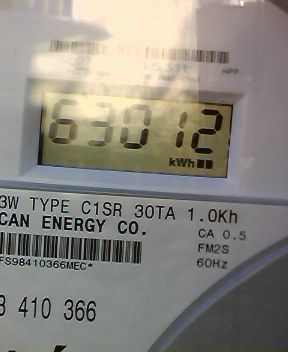 63012
kWh
3W TYPE C1SR 30TA 1.0Kh
CAN ENERGY CO.
CA 0.5
FM2S
60Hz
FS98410366MEC*
410 366